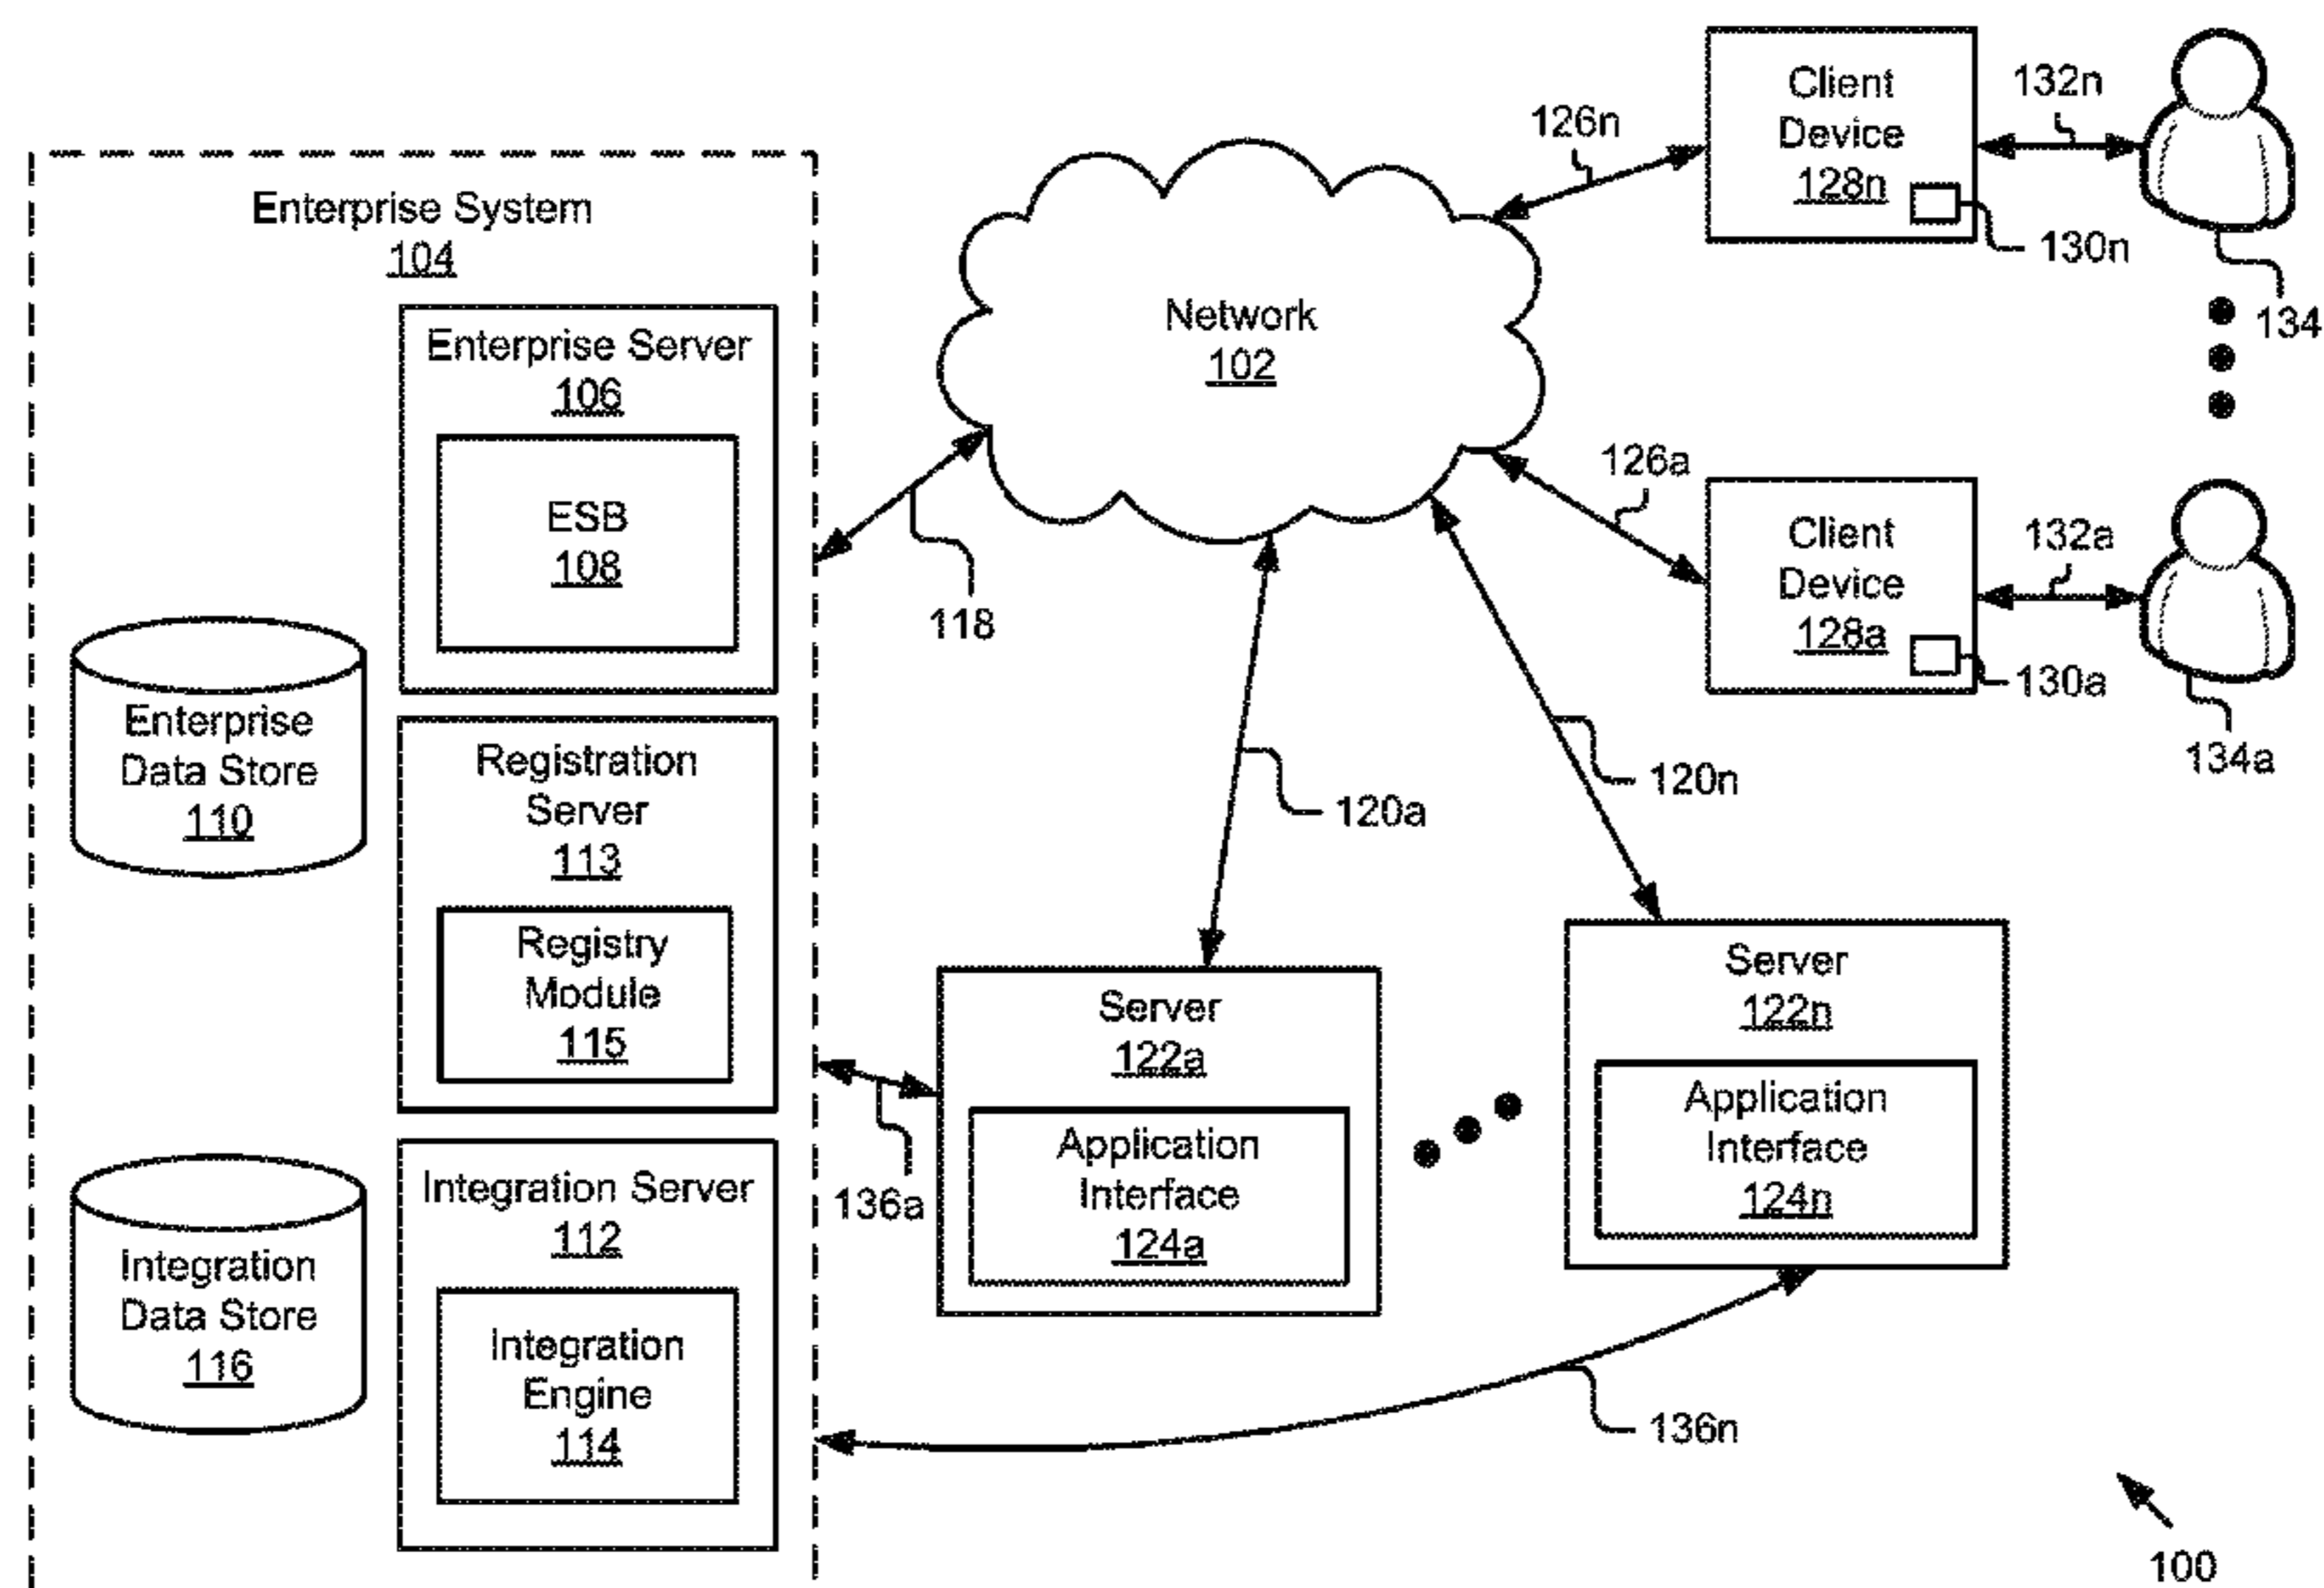 Enterprise System
104
Enterprise Server
106
ESB
108
Enterprise
Data Store
110
Registration
Server
113
Registry
Module
115
Integration Server
112
Integration
Data Store
116
Integration
Engine
114
118
Network
102
126n
Client
Device
128n
132n
130n
134
126a
Client
Device
128a
132a
130a
134a
120a
120n
Server
122a
Application
Interface
124a
136a
Server
122n
Application
Interface
124n
136n
100